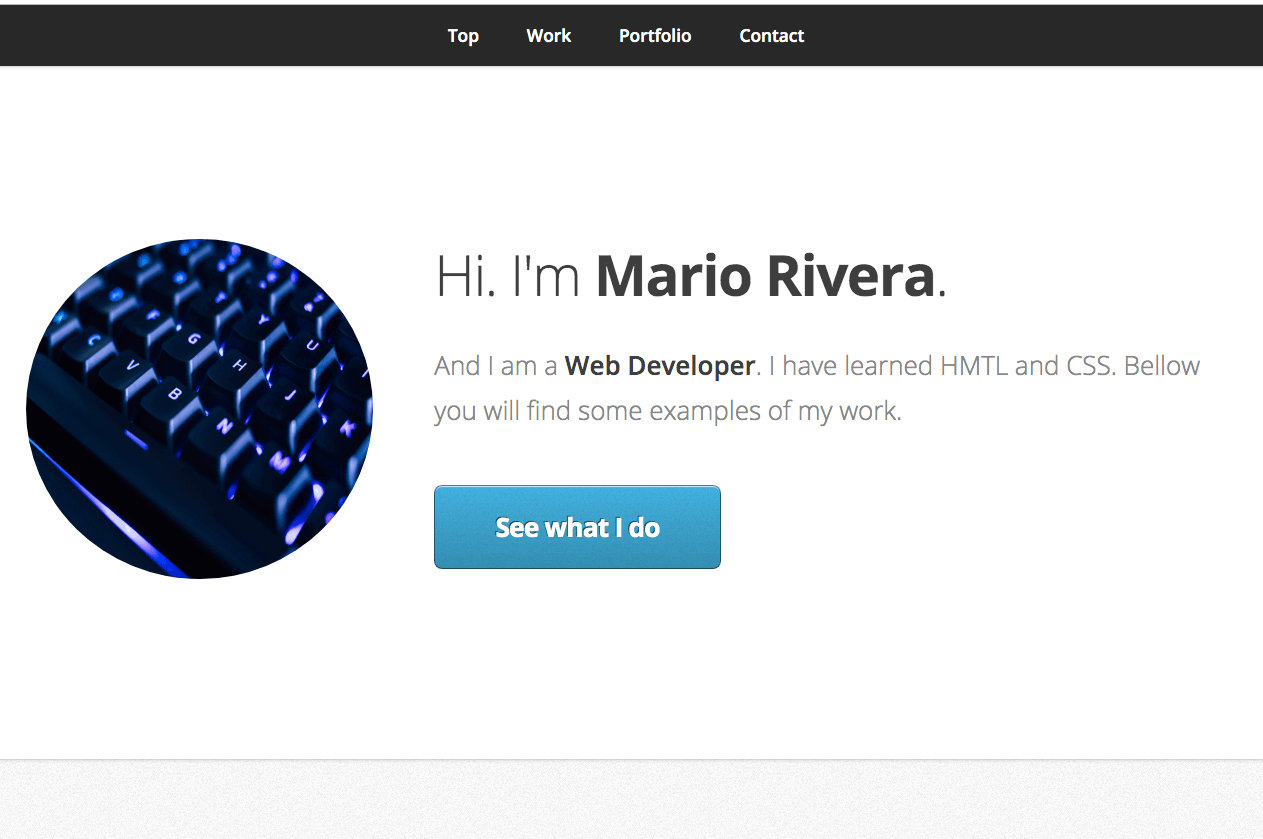 Top Work Portfolio Contact
Hi. I'm Mario Rivera.
And I am a Web Developer. I have learned HMTL and CSS. Bellow
you will find some examples of my work.
See what I do